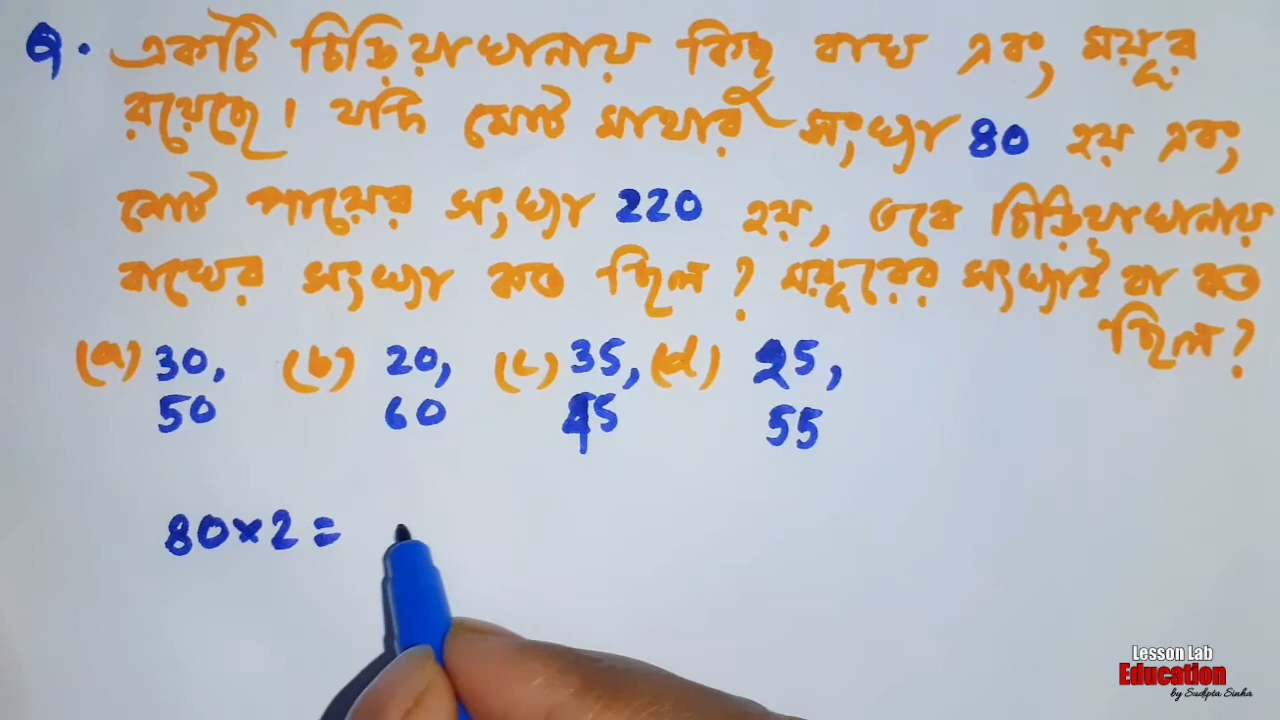 Q. একটি চিড়িয়াখানায় কিছু বাঘ এবং ময়ূর
রয়েছে। যদি মোট মাথার সংখ্যা 80 হয় এবং
মোট পায়ের সংখ্যা 220 হয়, তবে চিড়িয়াখানায়
বাঘের সংখ্যা কত ছিল? ময়ূরের সংখ্যাই বা কত
ছিল?
(a) 30, (b) 20, (c) 35, (d) 25,
50 60 45 55
80×2=
Lesson Lab
Education
by Sudipta Sinha